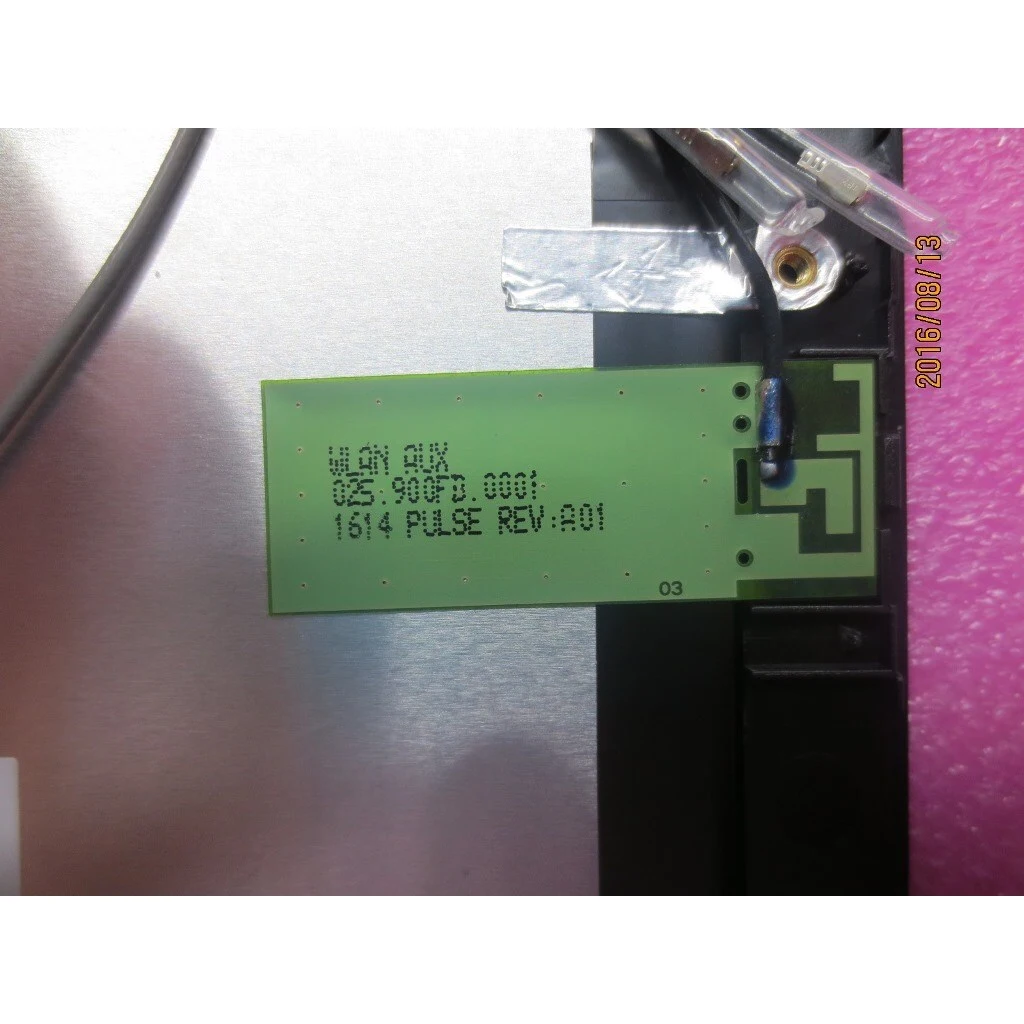 WLAN AUX
025.900FD.0001
1614 PULSE REV:A01
03
2016/08/13